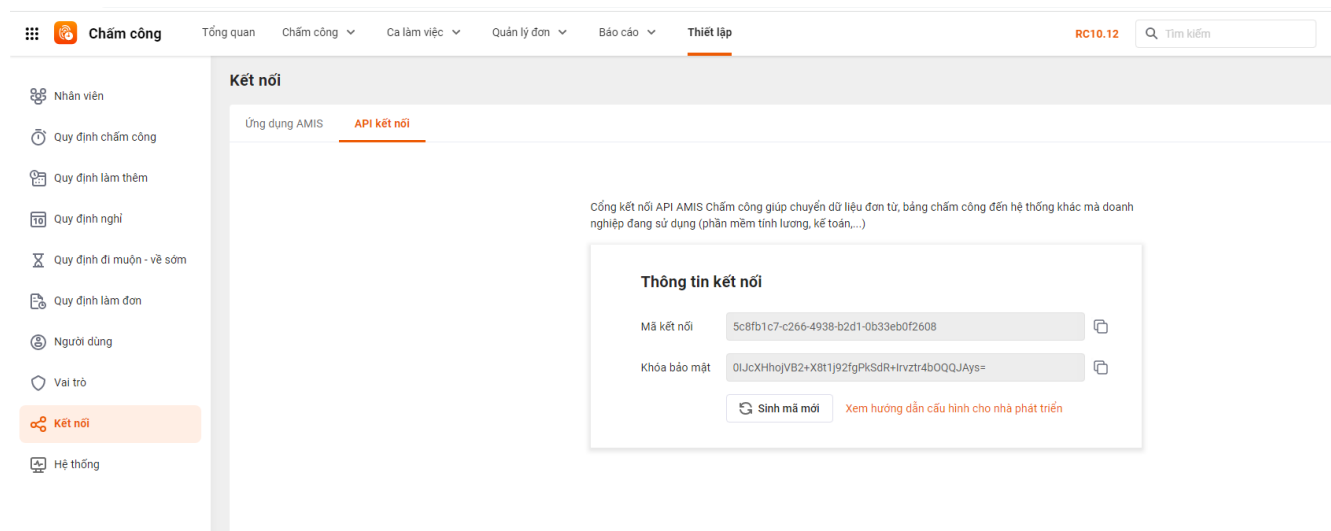 Chấm công
Tổng quan
Chấm công
Ca làm việc
Quản lý đơn
Báo cáo
Thiết lập
RC10.12
Tìm kiếm
Nhân viên
Quy định chấm công
Quy định làm thêm
Quy định nghỉ
Quy định đi muộn - về sớm
Quy định làm đơn
Người dùng
Vai trò
Kết nối
Hệ thống
Kết nối
Ứng dụng AMIS
API kết nối
Cổng kết nối API AMIS Chấm công giúp chuyển dữ liệu đơn từ, bảng chấm công đến hệ thống khác mà doanh
nghiệp đang sử dụng (phần mềm tính lương, kế toán,...)
Thông tin kết nối
Mã kết nối
5c8fb1c7-c266-4938-b2d1-0b33eb0f2608
Khóa bảo mật
0IJcXHhojVB2+X8t1j92fgPkSdR+Irvztr4bOQQJAys=
Sinh mã mới
Xem hướng dẫn cấu hình cho nhà phát triển